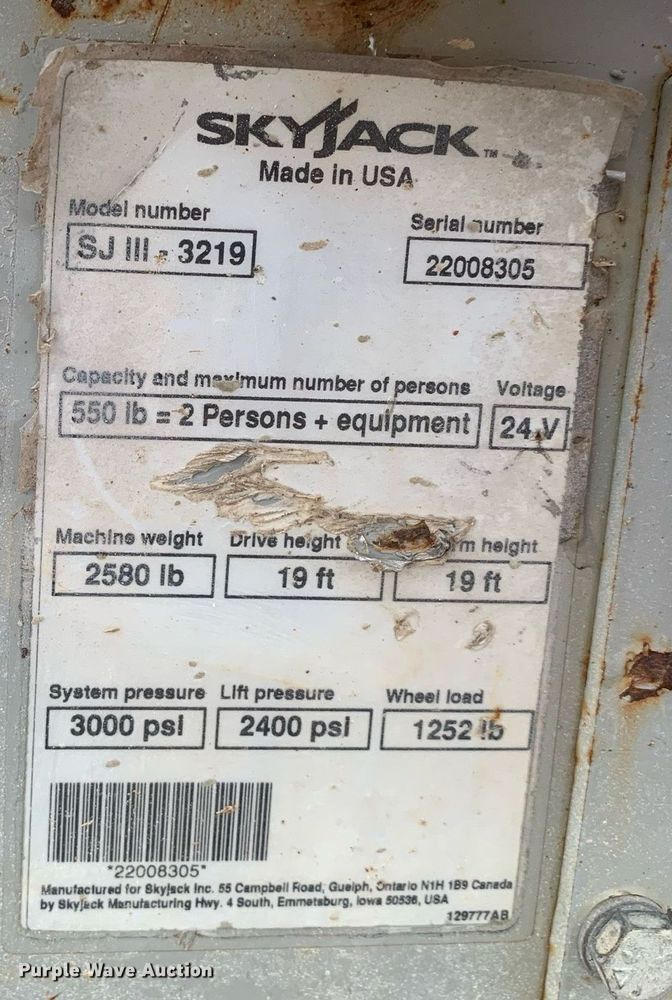 SKYJACK™
Made in USA
Model number
SJ III - 3219
Serial number
22008305
Capacity and maximum number of persons
550 lb = 2 Persons + equipment
Voltage
24 V
Machine weight
2580 lb
Drive height
19 ft
rm height
19 ft
System pressure
3000 psi
Lift pressure
2400 psi
Wheel load
1252 lb
*22008305*
Manufactured for Skyjack Inc. 55 Campbell Road, Guelph, Ontario N1H 1B9 Canada
by Skyjack Manufacturing Hwy. 4 South, Emmetsburg, Iowa 50536, USA
129777AB
Purple Wave Auction